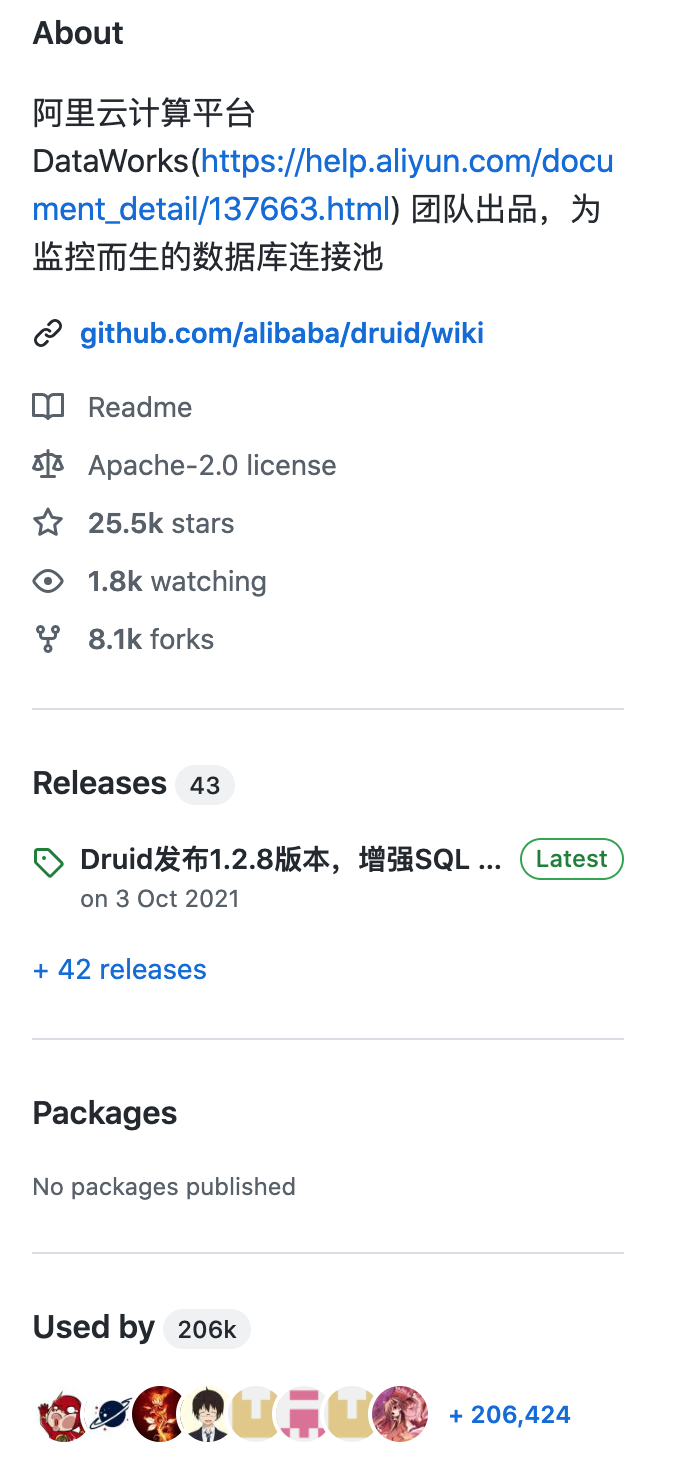 About
阿里云计算平台
DataWorks(https://help.aliyun.com/docu
ment_detail/137663.html) 团队出品，为
监控而生的数据库连接池
github.com/alibaba/druid/wiki
Readme
Apache-2.0 license
25.5k stars
1.8k watching
8.1k forks
Releases 43
Druid发布1.2.8版本，增强SQL ... Latest
on 3 Oct 2021
+ 42 releases
Packages
No packages published
Used by 206k
+ 206,424